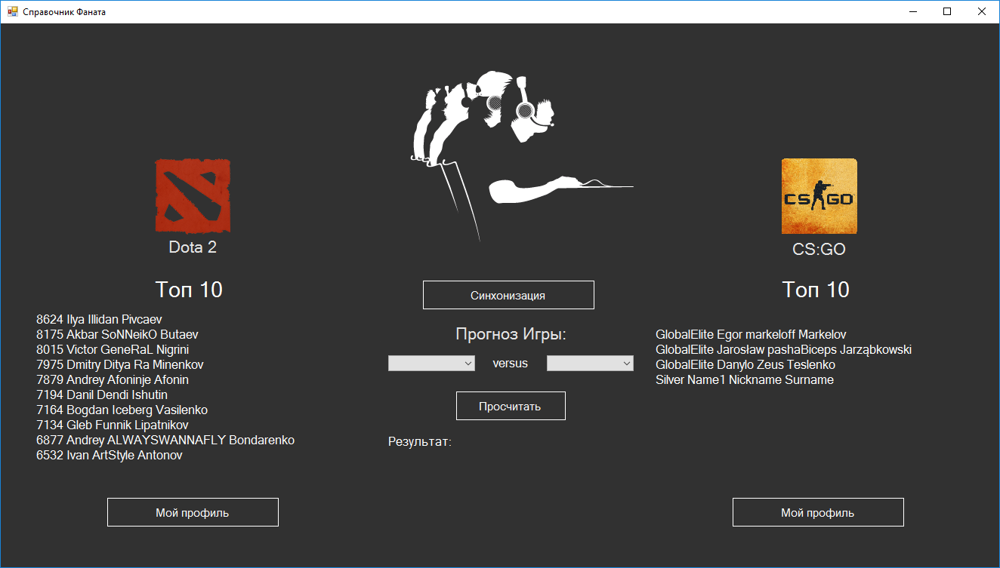 Справочник Фаната
Dota 2
Топ 10
8624 Ilya Illidan Pivcaev
8175 Akbar SoNNeikO Butaev
8015 Victor GeneRaL Nigrini
7975 Dmitry Ditya Ra Minenkov
7879 Andrey Afoninje Afonin
7194 Danil Dendi Ishutin
7164 Bogdan Iceberg Vasilenko
7134 Gleb Funnik Lipatnikov
6877 Andrey ALWAYSWANNAFLY Bondarenko
6532 Ivan ArtStyle Antonov
Мой профиль
Синхонизация
Прогноз Игры:
versus
Просчитать
Результат:
CS GO
CS:GO
Топ 10
GlobalElite Egor markeloff Markelov
GlobalElite Jarosław pashaBiceps Jarząbkowski
GlobalElite Danylo Zeus Teslenko
Silver Name1 Nickname Surname
Мой профиль